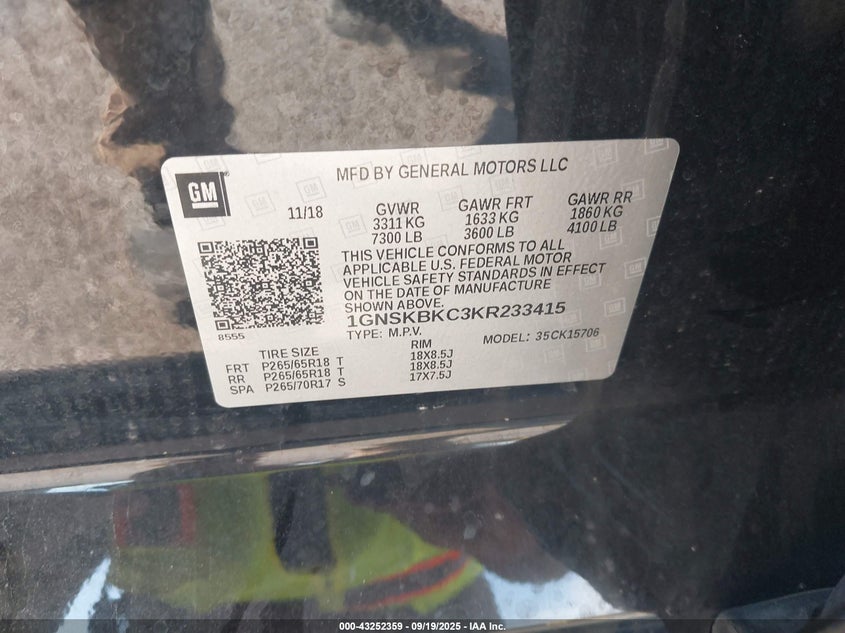 MFD BY GENERAL MOTORS LLC
GM
11/18
GVWR GAWR FRT GAWR RR
3311 KG 1633 KG 1860 KG
7300 LB 3600 LB 4100 LB
THIS VEHICLE CONFORMS TO ALL
APPLICABLE U.S. FEDERAL MOTOR
VEHICLE SAFETY STANDARDS IN EFFECT
ON THE DATE OF MANUFACTURE
SHOWN ABOVE.
1GNSKBKC3KR233415
8555
TYPE: M.P.V. MODEL: 35CK15706
TIRE SIZE RIM
FRT P265/65R18 T 18X8.5J
RR P265/65R18 T 18X8.5J
SPA P265/70R17 S 17X7.5J
000-43252359 - 09/19/2025 - IAA Inc.